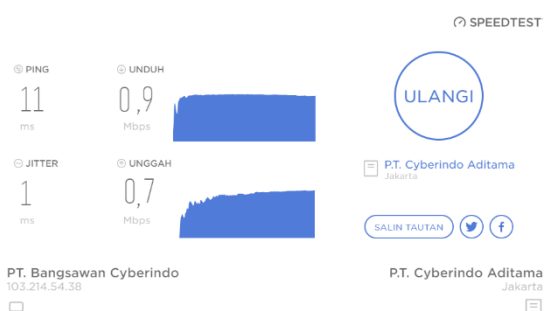 SPEEDTEST
PING
11
ms
UNDUH
0,9
Mbps
JITTER
1
ms
UNGGAH
0,7
Mbps
ULANGI
P.T. Cyberindo Aditama
Jakarta
SALIN TAUTAN
PT. Bangsawan Cyberindo
103.214.54.38
P.T. Cyberindo Aditama
Jakarta